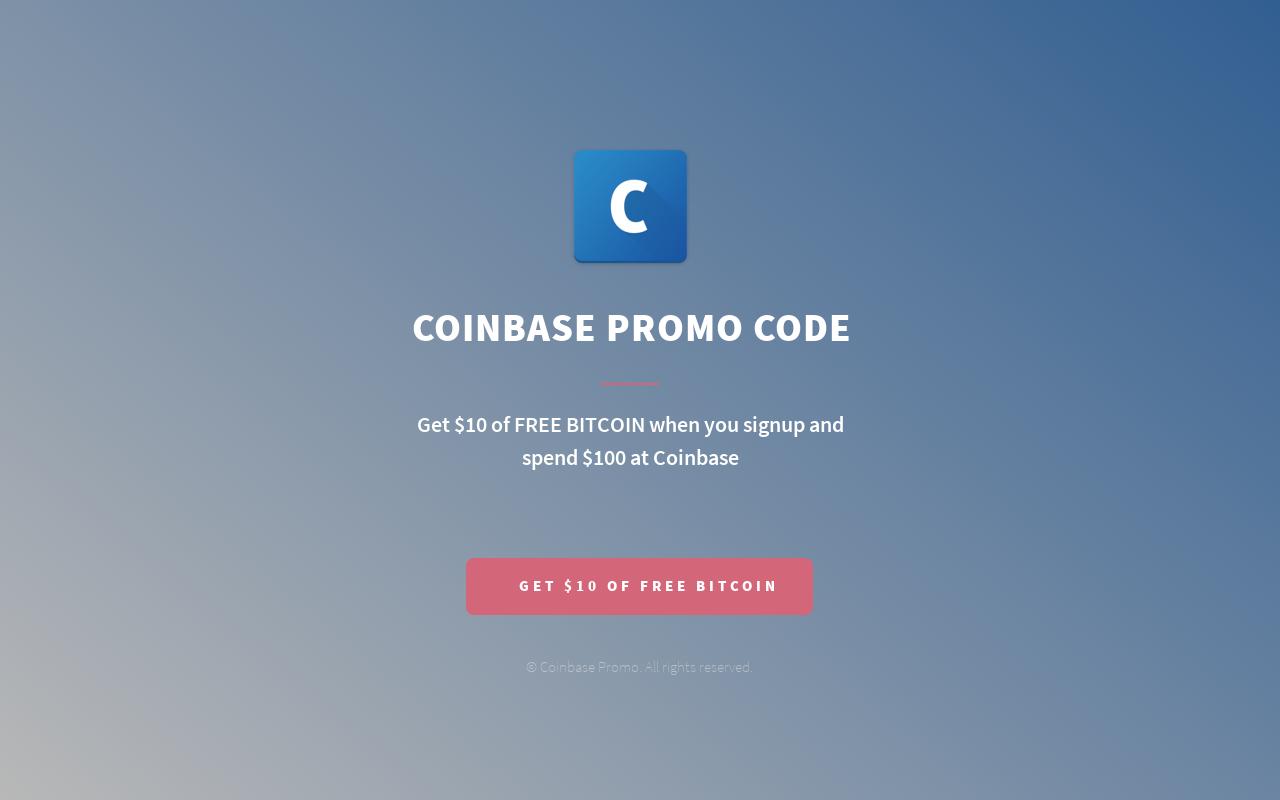 C
COINBASE PROMO CODE
Get $10 of FREE BITCOIN when you signup and
spend $100 at Coinbase
GET $10 OF FREE BITCOIN
© Coinbase Promo. All rights reserved.